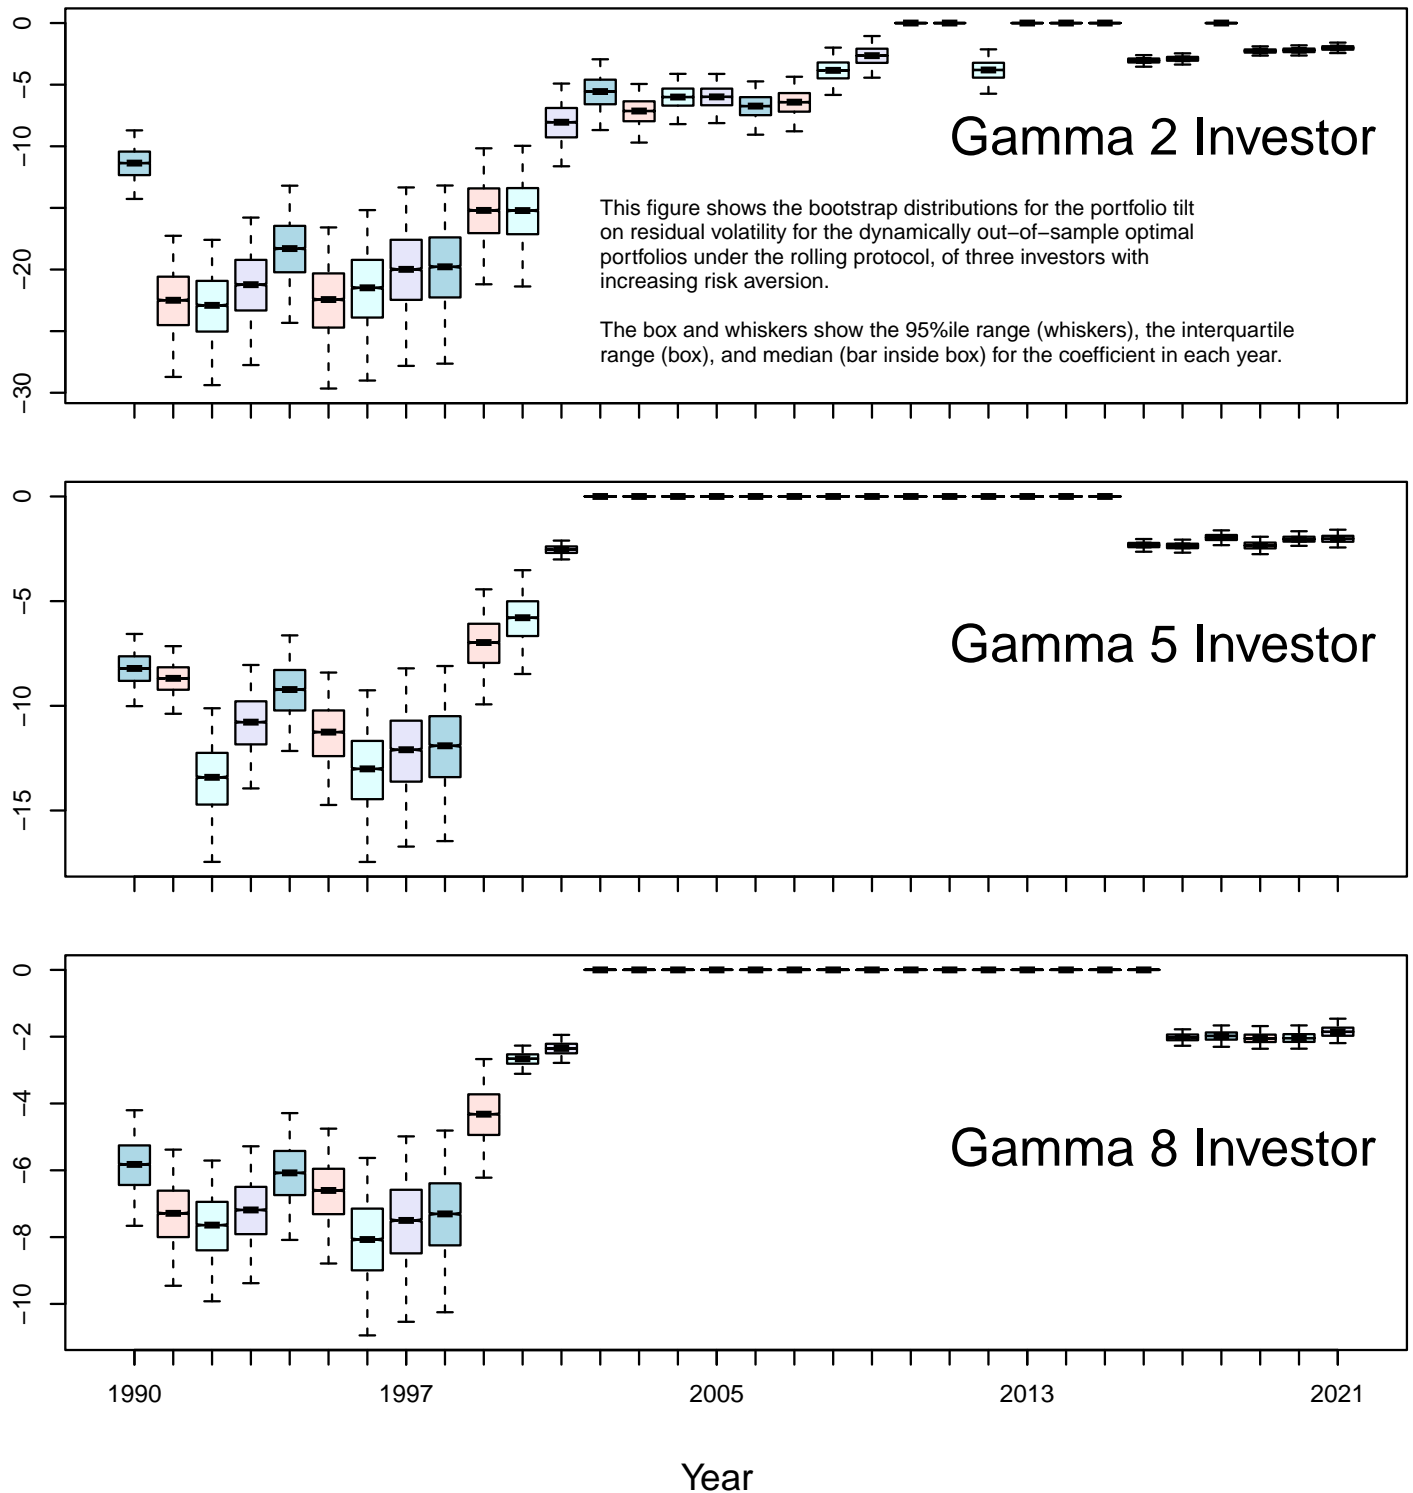 0
−5
−10
−20
−30
Gamma 2 Investor
This figure shows the bootstrap distributions for the portfolio tilt
on residual volatility for the dynamically out−of−sample optimal
portfolios under the rolling protocol, of three investors with
increasing risk aversion.
The box and whiskers show the 95%ile range (whiskers), the interquartile
range (box), and median (bar inside box) for the coefficient in each year.
0
−5
−10
−15
Gamma 5 Investor
0
−2
−4
−6
−8
−10
Gamma 8 Investor
1990 1997 2005 2013 2021
Year